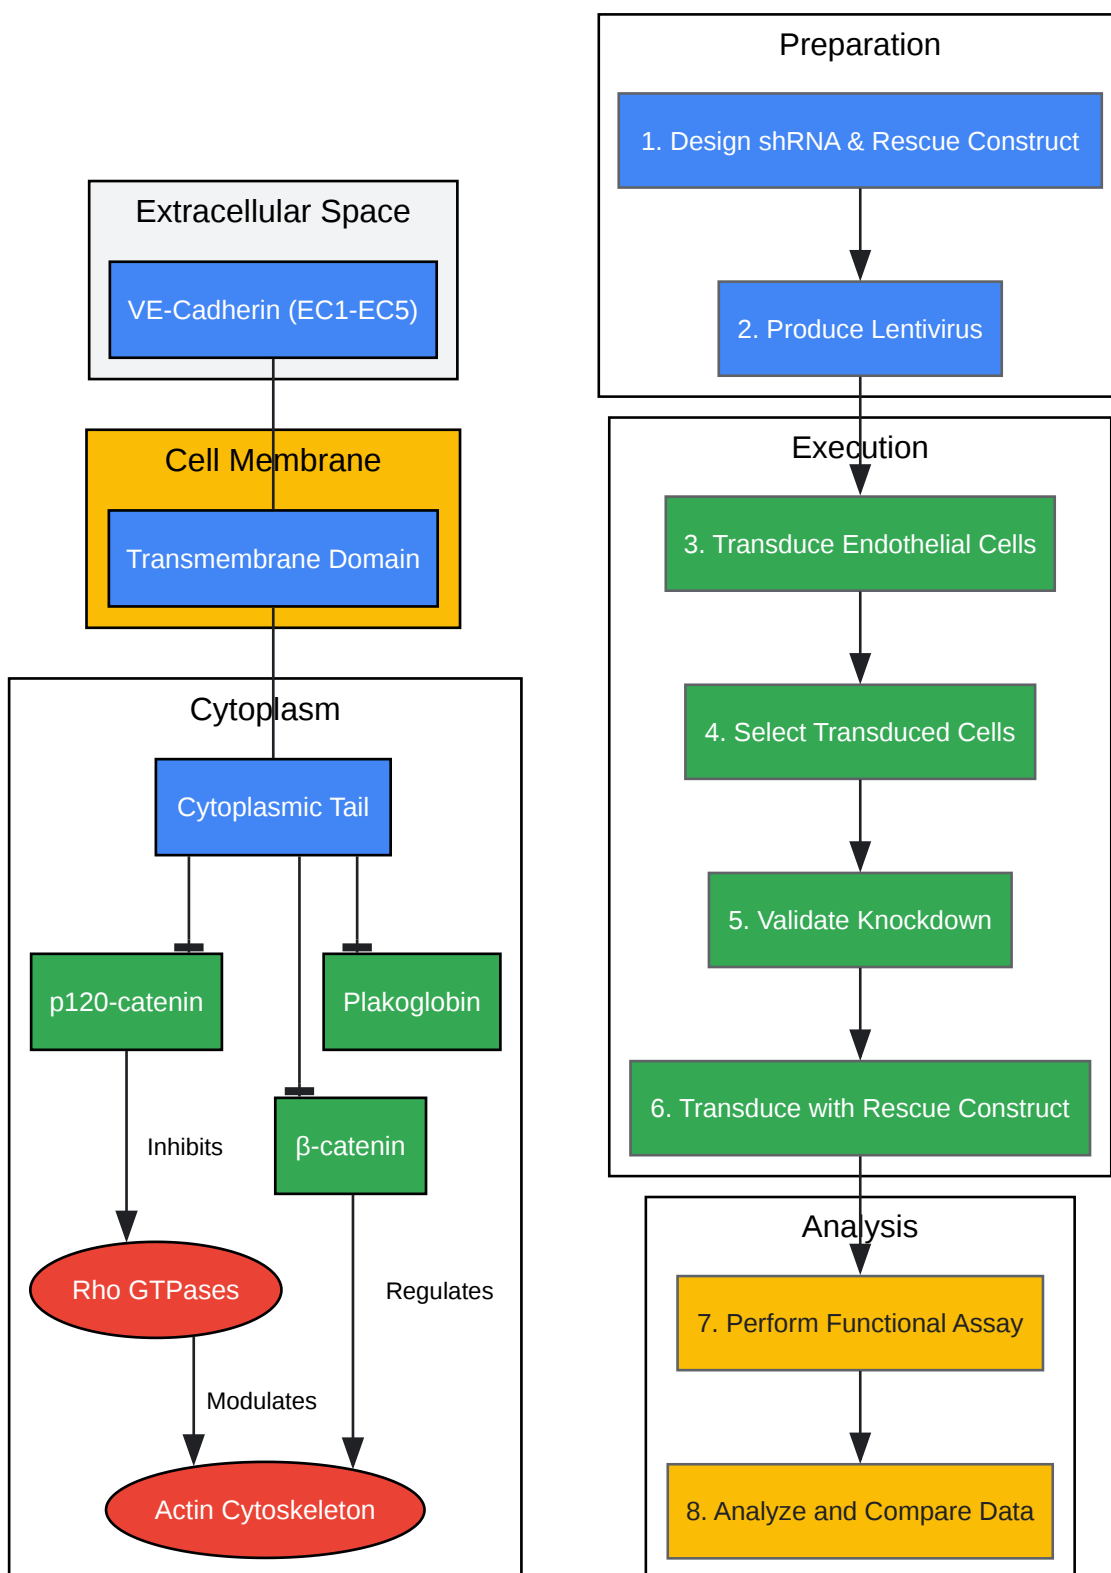 Extracellular Space
VE-Cadherin (EC1-EC5)
Cell Membrane
Transmembrane Domain
Cytoplasm
Cytoplasmic Tail
p120-catenin
Plakoglobin
β-catenin
Inhibits
Rho GTPases
Regulates
Modulates
Actin Cytoskeleton
Preparation
1. Design shRNA & Rescue Construct
2. Produce Lentivirus
Execution
3. Transduce Endothelial Cells
4. Select Transduced Cells
5. Validate Knockdown
6. Transduce with Rescue Construct
Analysis
7. Perform Functional Assay
8. Analyze and Compare Data